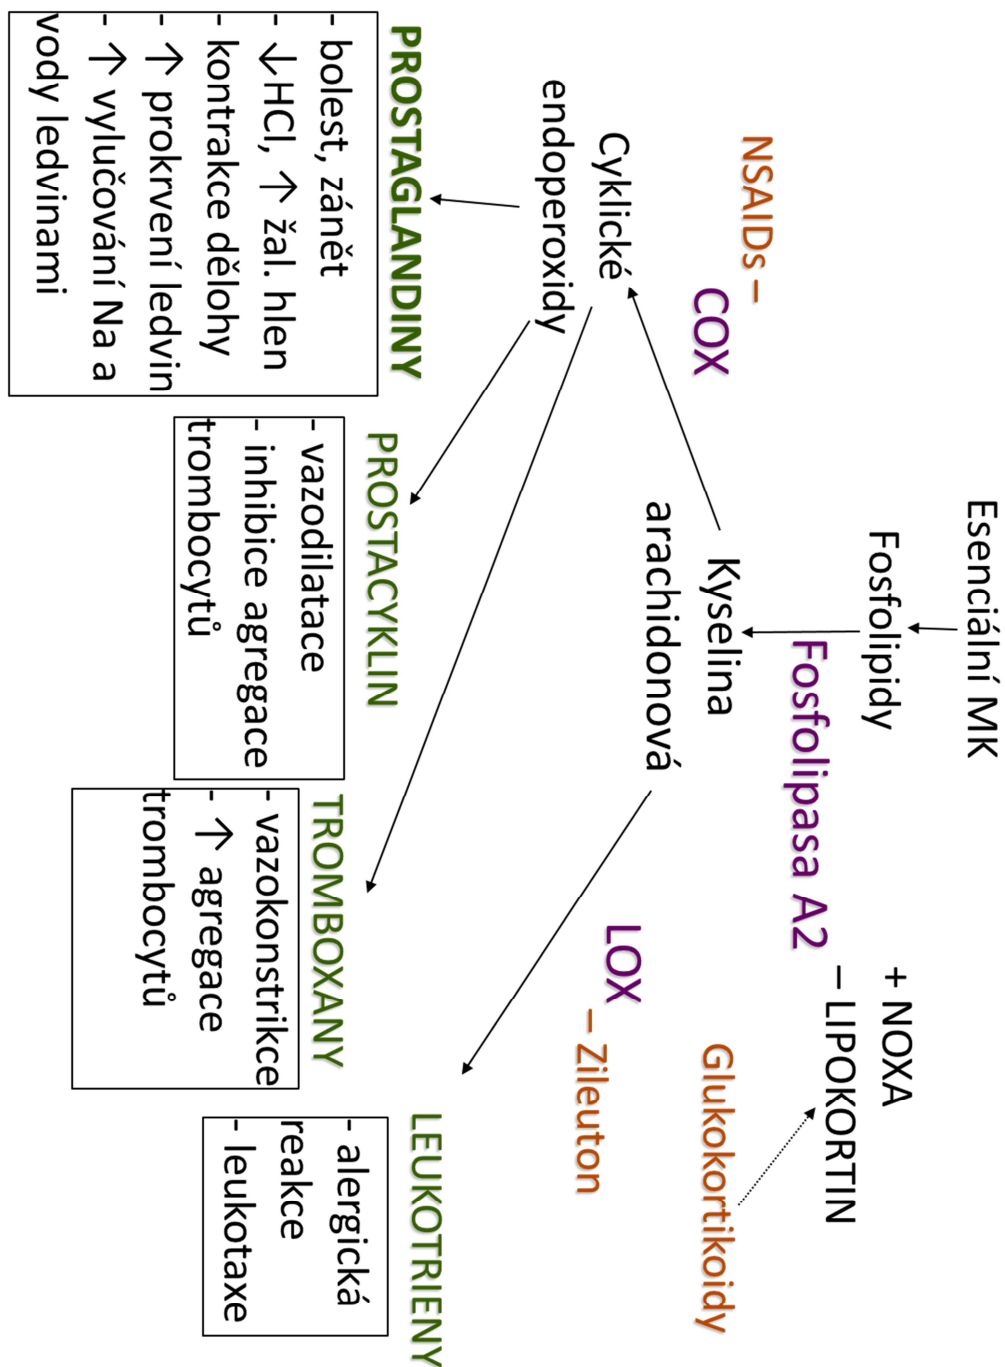 Esenciální MK
Fosfolipidy
+ NOXA
Fosfolipasa A2
– LIPOKORTIN
Kyselina
arachidonová
Glukokortikoidy
NSAIDs –
COX
LOX
– Zileuton
Cyklické
endoperoxidy
PROSTAGLANDINY
- bolest, zánět
- ↓HCl, ↑ žal. hlen
- kontrakce dělohy
- ↑ prokrvení ledvin
- ↑ vylučování Na a
vody ledvinami
PROSTACYKLIN
- vazodilatace
- inhibice agregace
trombocytů
TROMBOXANY
- vazokonstrikce
- ↑ agregace
trombocytů
LEUKOTRIENY
- alergická
reakce
- leukotaxe